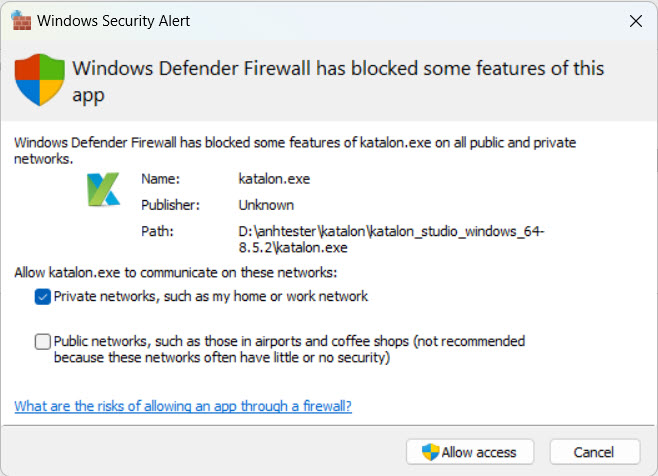 Windows Security Alert
Windows Defender Firewall has blocked some features of this
app
Windows Defender Firewall has blocked some features of katalon.exe on all public and private
networks.
Name: katalon.exe
Publisher: Unknown
Path: D:\anhtester\katalon\katalon_studio_windows_64-
8.5.2\katalon.exe
Allow katalon.exe to communicate on these networks:
Private networks, such as my home or work network
Public networks, such as those in airports and coffee shops (not recommended
because these networks often have little or no security)
What are the risks of allowing an app through a firewall?
Allow access Cancel